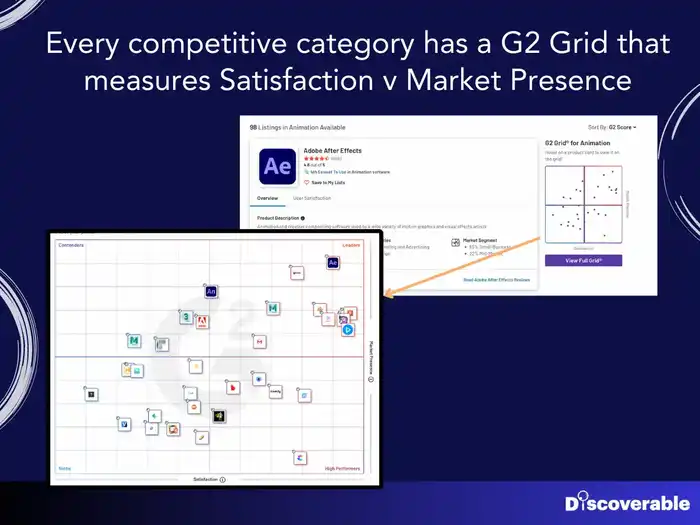 Every competitive category has a G2 Grid that
measures Satisfaction v Market Presence
98 Listings in Animation Available
Sort By: G2 Score
Adobe After Effects
Ae
out of 5
Save to My Lists
Overview
User Satisfaction
Product Description
Market Segment
Read Adobe After Effects Reviews
G2 Grid® for Animation
View Full Grid®
Contenders
Leaders
Ae
An
Market Presence
Niche
High Performers
Satisfaction
Discoverable